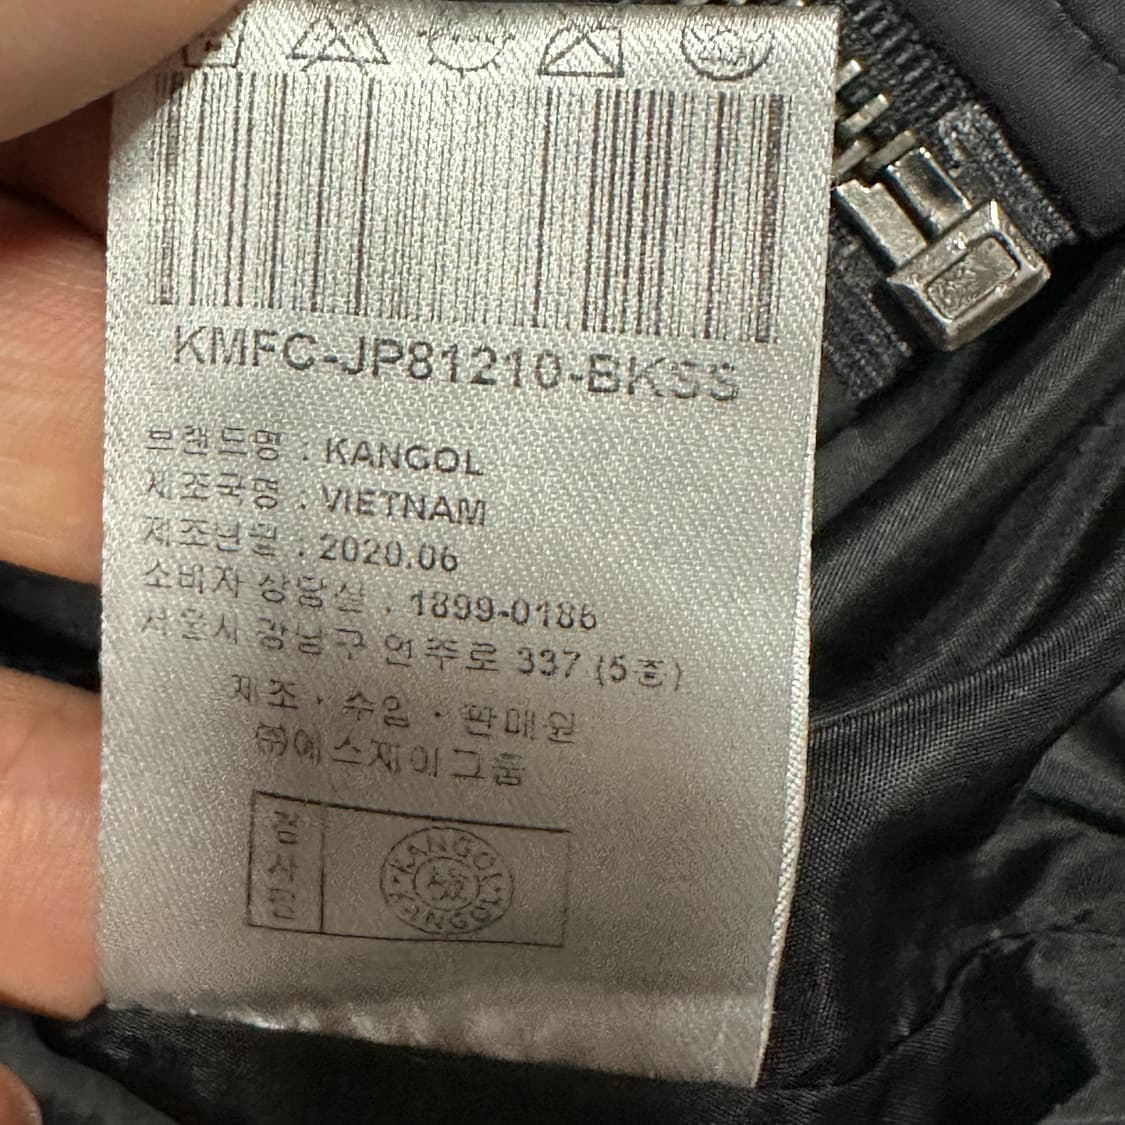 KMFC-JP81210-BKSS
브랜드명 : KANGOL
제조국명 : VIETNAM
제조년월 : 2020.06
소비자 상담실 : 1899-0186
서울시 강남구 언주로 337 (5층)
제조 · 수입 · 판매원
㈜에스제이그룹
검사필
KANGOL KANGOL